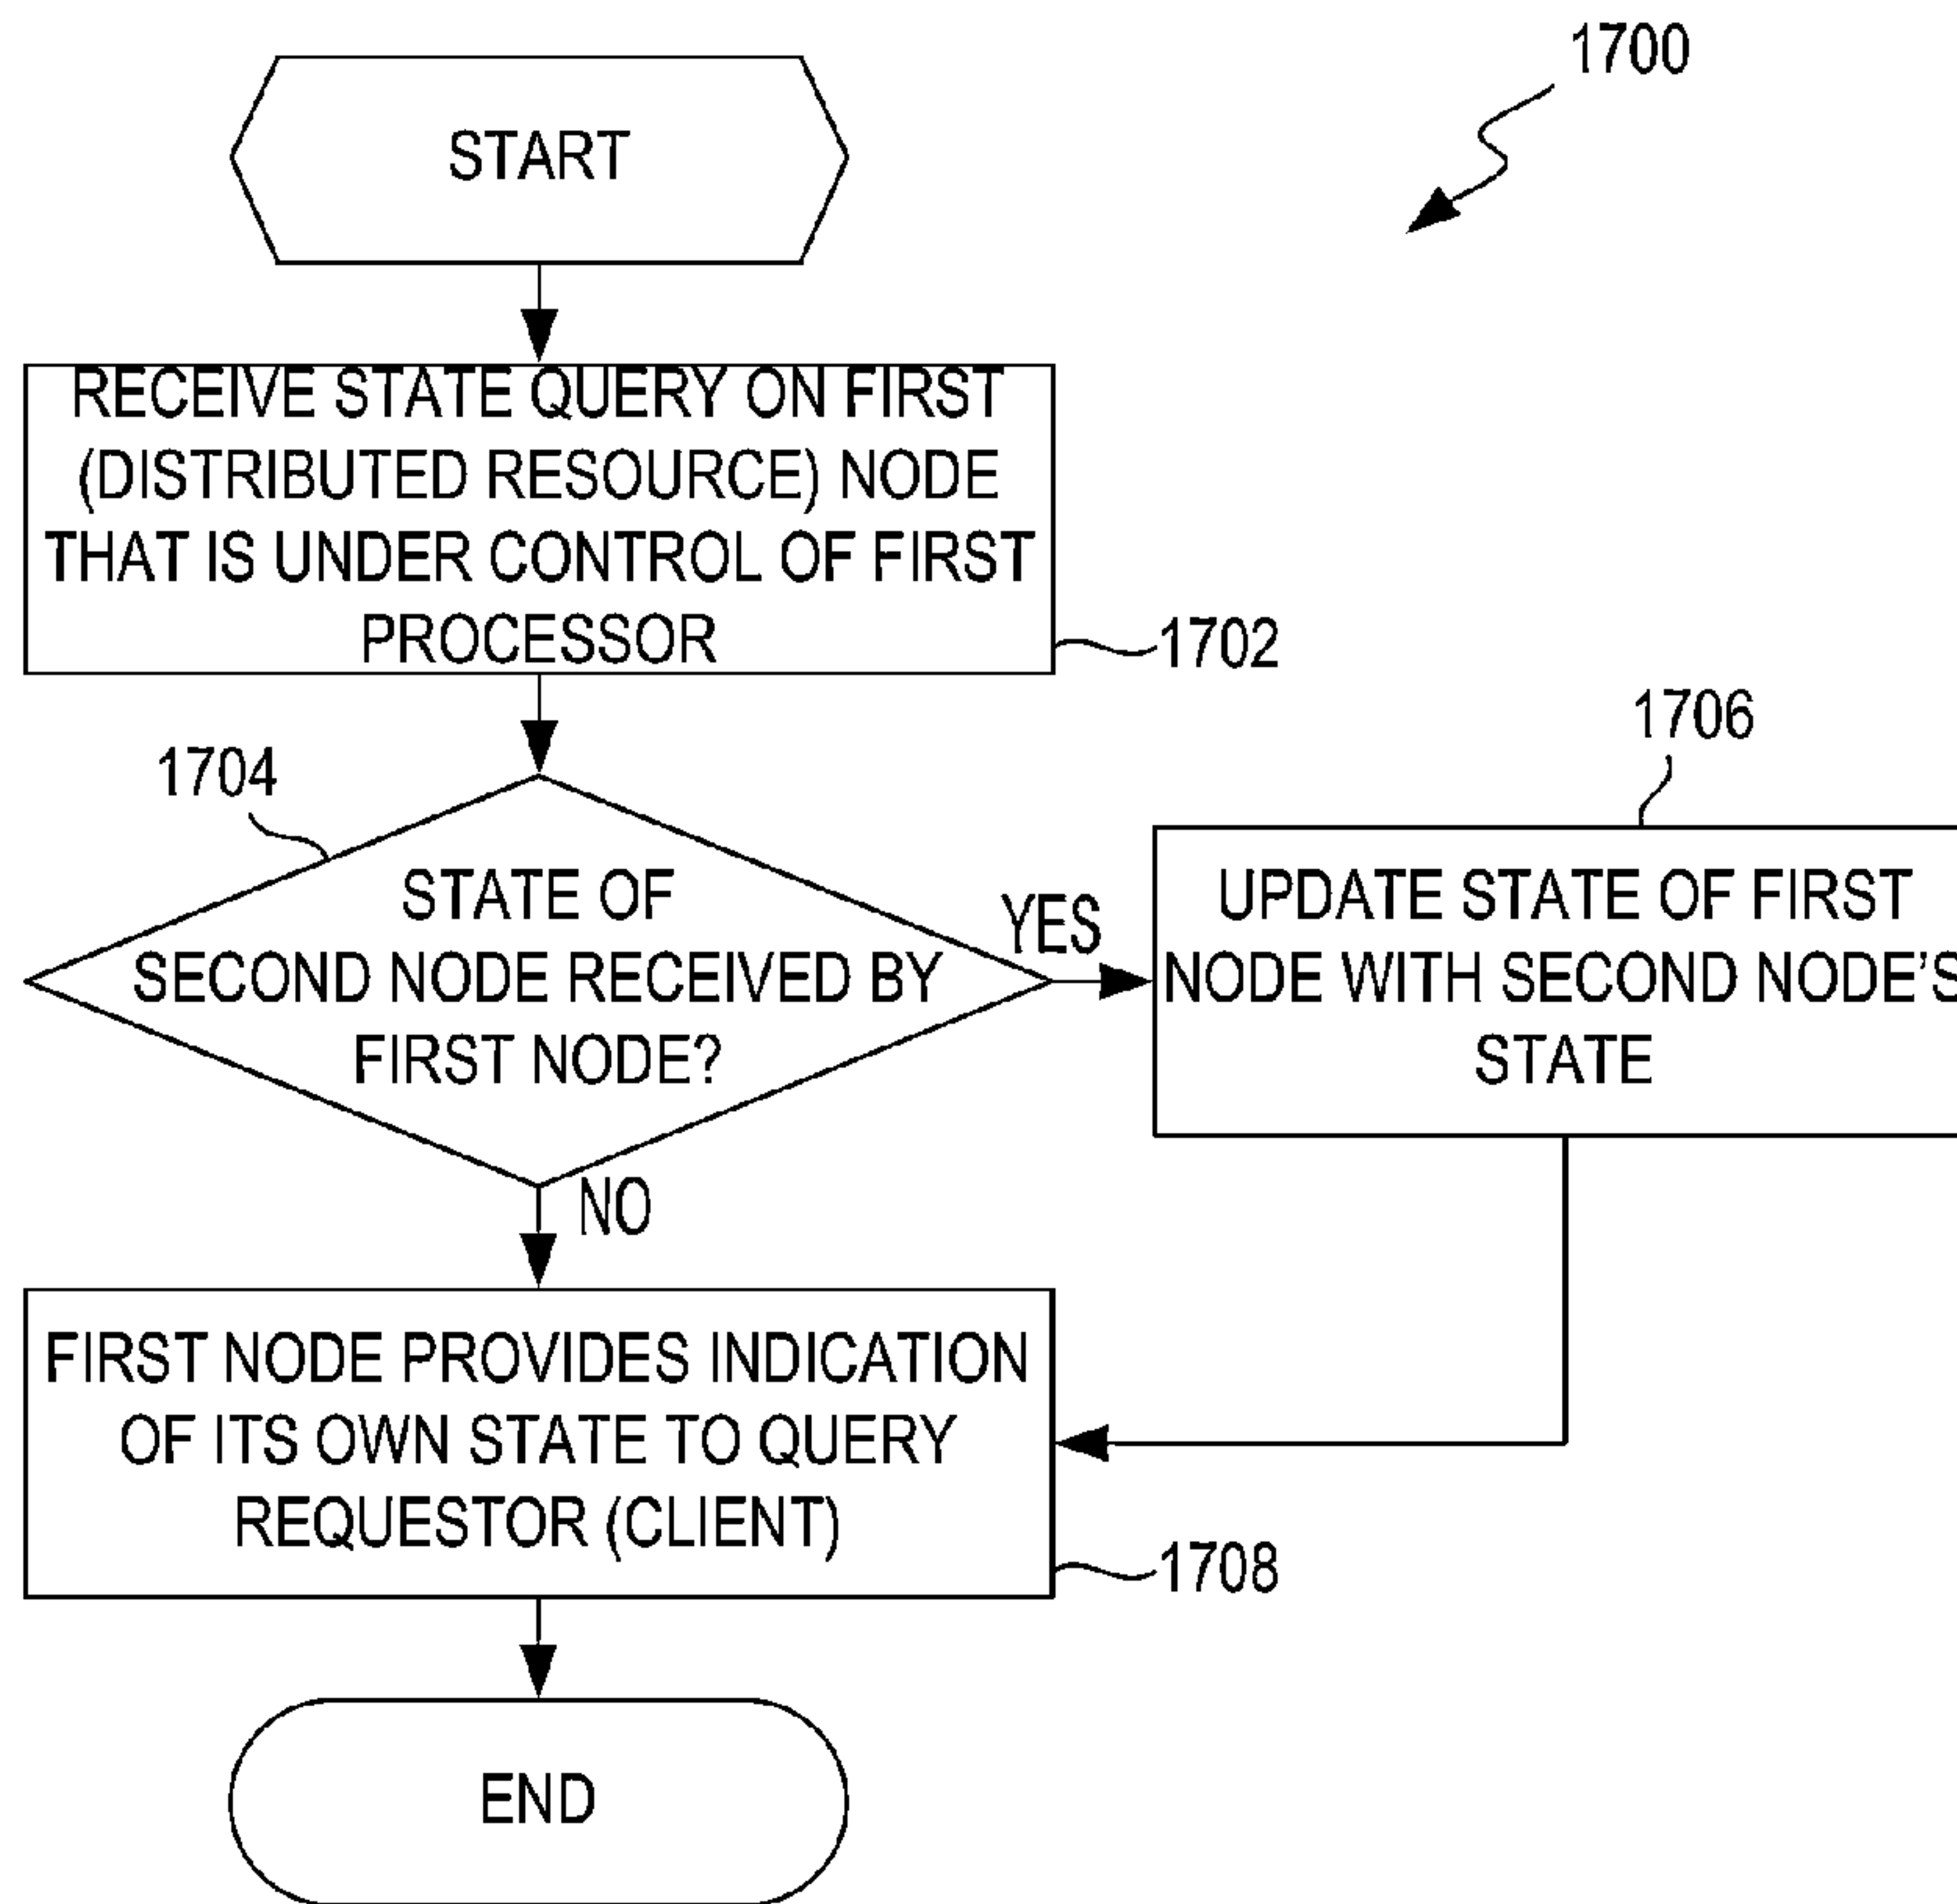 1700
START
RECEIVE STATE QUERY ON FIRST
(DISTRIBUTED RESOURCE) NODE
THAT IS UNDER CONTROL OF FIRST
PROCESSOR
1702
1704
STATE OF
SECOND NODE RECEIVED BY
FIRST NODE?
YES
1706
UPDATE STATE OF FIRST
NODE WITH SECOND NODE'S
STATE
NO
FIRST NODE PROVIDES INDICATION
OF ITS OWN STATE TO QUERY
REQUESTOR (CLIENT)
1708
END